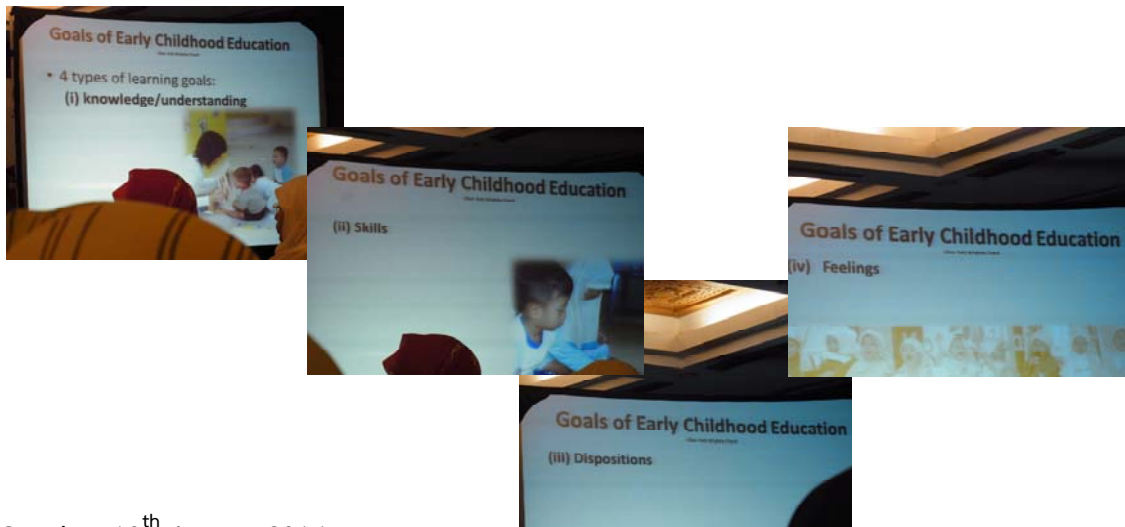 Goals of Early Childhood Education
• 4 types of learning goals:
(i) knowledge/understanding
Goals of Early Childhood Education
(ii) Skills
Goals of Early Childhood Education
(iii) Dispositions
Goals of Early Childhood Education
(iv) Feelings
th